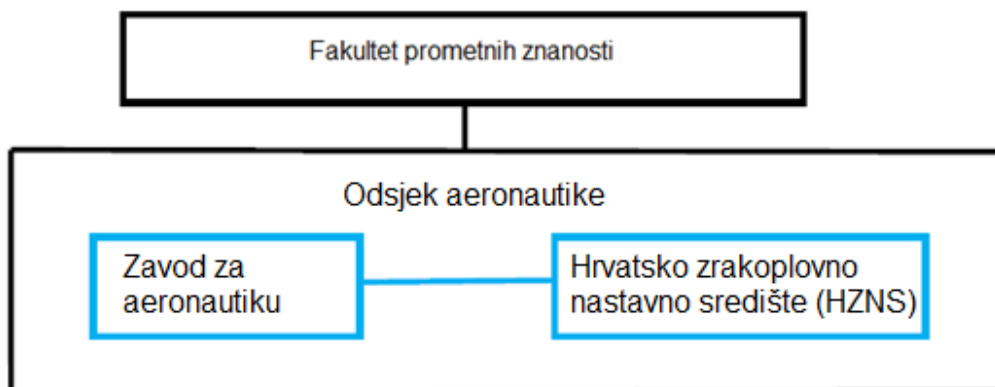 Fakultet prometnih znanosti
Odsjek aeronautike
Zavod za
aeronautiku
Hrvatsko zrakoplovno
nastavno središte (HZNS)